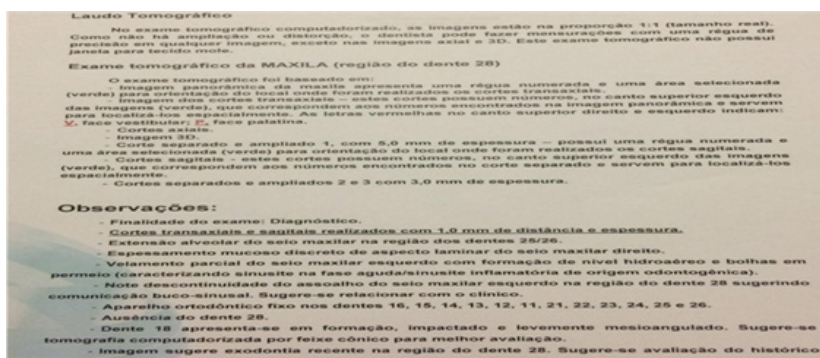 Laudo Tomográfico
No exame tomográfico computadorizado, as imagens estão na proporção 1:1 (tamanho real).
Como não há ampliação ou distorção, o dentista pode fazer mensurações com uma régua de
precisão em qualquer imagem, exceto nas imagens axial e 3D. Este exame tomográfico não possui
janela para tecido mole.
Exame tomográfico da MAXILA (região do dente 28)
O exame tomográfico foi baseado em:
- Imagem panorâmica da maxila apresenta uma régua numerada e uma área selecionada
(verde) para orientação do local onde foram realizados os cortes transaxiais.
- Imagem dos cortes transaxiais – estes cortes possuem números, no canto superior esquerdo
das imagens (verde), que correspondem aos números encontrados na imagem panorâmica e servem
para localizá-los espacialmente. As letras vermelhas no canto superior direito e esquerdo indicam:
V, face vestibular; P, face palatina.
- Cortes axiais.
- Imagem 3D.
- Corte separado e ampliado 1, com 5,0 mm de espessura – possui uma régua numerada e
uma área selecionada (verde) para orientação do local onde foram realizados os cortes sagitais.
- Cortes sagitais - estes cortes possuem números, no canto superior esquerdo das imagens
(verde), que correspondem aos números encontrados no corte separado e servem para localizá-los
espacialmente.
- Cortes separados e ampliados 2 e 3 com 3,0 mm de espessura.
Observações:
- Finalidade do exame: Diagnóstico.
- Cortes transaxiais e sagitais realizados com 1,0 mm de distância e espessura.
- Extensão alveolar do seio maxilar na região dos dentes 25/26.
- Espessamento mucoso discreto de aspecto laminar do seio maxilar direito.
- Velamento parcial do seio maxilar esquerdo com formação de nível hidroaéreo e bolhas em
permeio (caracterizando sinusite na fase aguda/sinusite inflamatória de origem odontogênica).
- Note descontinuidade do assoalho do seio maxilar esquerdo na região do dente 28 sugerindo
comunicação buco-sinusal. Sugere-se relacionar com o clínico.
- Aparelho ortodôntico fixo nos dentes 16, 15, 14, 13, 12, 11, 21, 22, 23, 24, 25 e 26.
- Ausência do dente 28.
- Dente 18 apresenta-se em formação, impactado e levemente mesioangulado. Sugere-se
tomografia computadorizada por feixe cônico para melhor avaliação.
- Imagem sugere exodontia recente na região do dente 28. Sugere-se avaliação do histórico